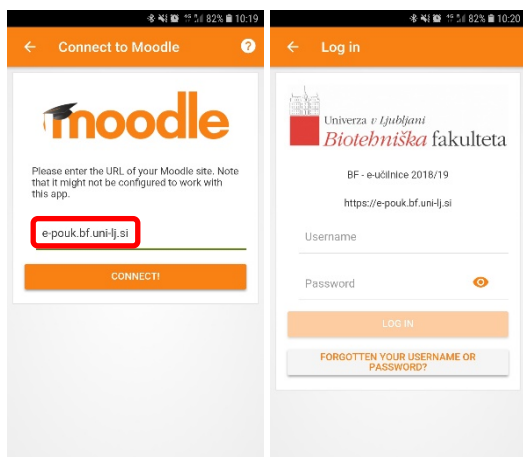 82% 10:19
Connect to Moodle
moodle
Please enter the URL of your Moodle site. Note
that it might not be configured to work with
this app.
e-pouk.bf.uni-lj.si
CONNECT!
82% 10:20
Log in
Univerza v Ljubljani
Biotehniška fakulteta
BF - e-učilnice 2018/19
https://e-pouk.bf.uni-lj.si
Username
Password
LOG IN
FORGOTTEN YOUR USERNAME OR
PASSWORD?